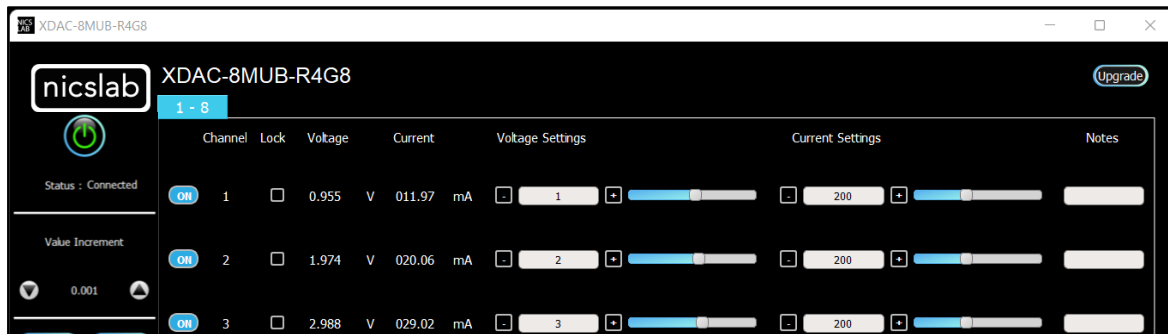 NICS LAB XDAC-8MUB-R4G8
nicslab XDAC-8MUB-R4G8 Upgrade
1 - 8
Channel Lock Voltage Current Voltage Settings Current Settings Notes
Status : Connected
ON 1 0.955 V 011.97 mA - 1 + - 200 +
Value Increment
ON 2 1.974 V 020.06 mA - 2 + - 200 +
0.001
ON 3 2.988 V 029.02 mA - 3 + - 200 +